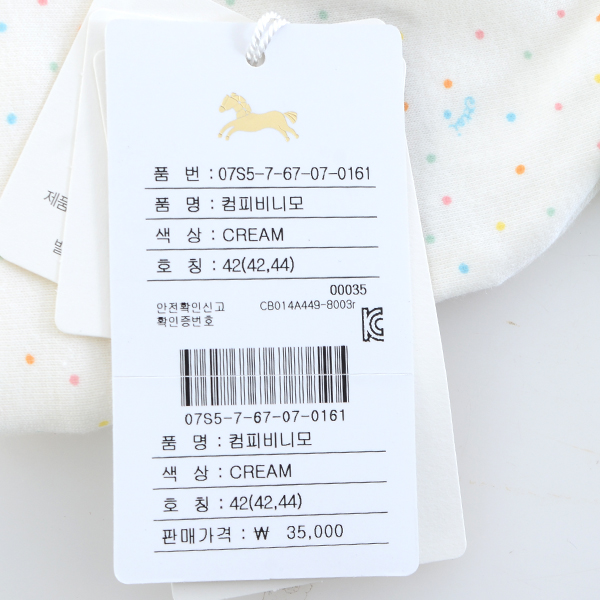 품 번 : 07S5-7-67-07-0161
품 명 : 컴피비니모
색 상 : CREAM
호 칭 : 42(42,44)
00035
안전확인신고 CB014A449-8003r
확인증번호
07S5-7-67-07-0161
품 명 : 컴피비니모
색 상 : CREAM
호 칭 : 42(42,44)
판매가격 : ₩ 35,000
제품